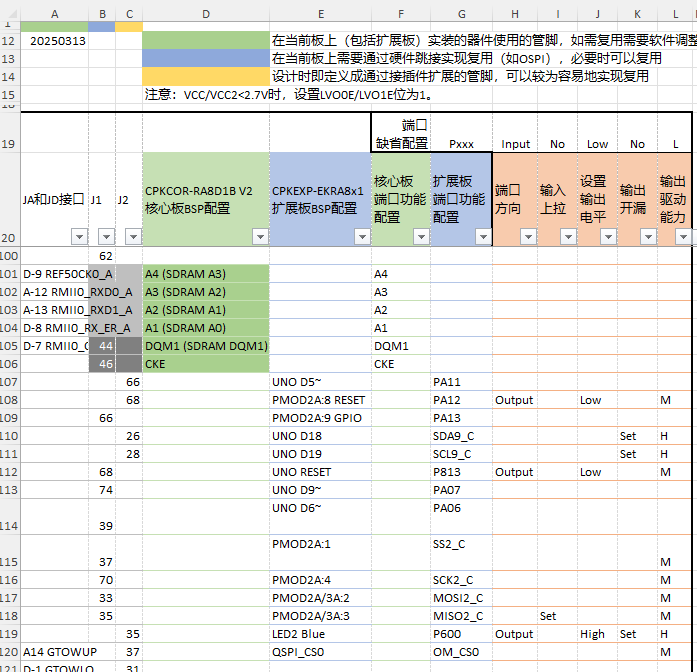 A B C D E F G H I J K L
12 20250313 在当前板上（包括扩展板）实装的器件使用的管脚，如需复用需要软件调整
13 在当前板上需要通过硬件跳接实现复用（如OSPI），必要时可以复用
14 设计时即定义成通过接插件扩展的管脚，可以较为容易地实现复用
15 注意：VCC/VCC2<2.7V时，设置LVO0E/LVO1E位为1。
19 端口缺省配置 Pxxx Input No Low No L
20 JA和JD接口 J1 J2 CPKCOR-RA8D1B V2 核心板BSP配置 CPKEXP-EKRA8x1 扩展板BSP配置 核心板端口功能配置 扩展板端口功能配置 端口方向 输入上拉 设置输出电平 输出开漏 输出驱动能力
100 62
101 D-9 REF50CK0_A A4 (SDRAM A3) A4
102 A-12 RMII0_RXD0_A A3 (SDRAM A2) A3
103 A-13 RMII0_RXD1_A A2 (SDRAM A1) A2
104 D-8 RMII0_RX_ER_A A1 (SDRAM A0) A1
105 D-7 RMII0_ 44 DQM1 (SDRAM DQM1) DQM1
106 46 CKE CKE
107 66 UNO D5~ PA11
108 68 PMOD2A:8 RESET PA12 Output Low M
109 66 PMOD2A:9 GPIO PA13
110 26 UNO D18 SDA9_C Set H
111 28 UNO D19 SCL9_C Set H
112 68 UNO RESET P813 Output Low M
113 74 UNO D9~ PA07
114 39 UNO D6~ PA06
115 37 PMOD2A:1 SS2_C M
116 70 PMOD2A:4 SCK2_C M
117 33 PMOD2A/3A:2 MOSI2_C M
118 35 PMOD2A/3A:3 MISO2_C Set M
119 35 LED2 Blue P600 Output High Set H
120 A14 GTOWUP 37 QSPI_CS0 OM_CS0 M
121 D-1 GTOWLO 31